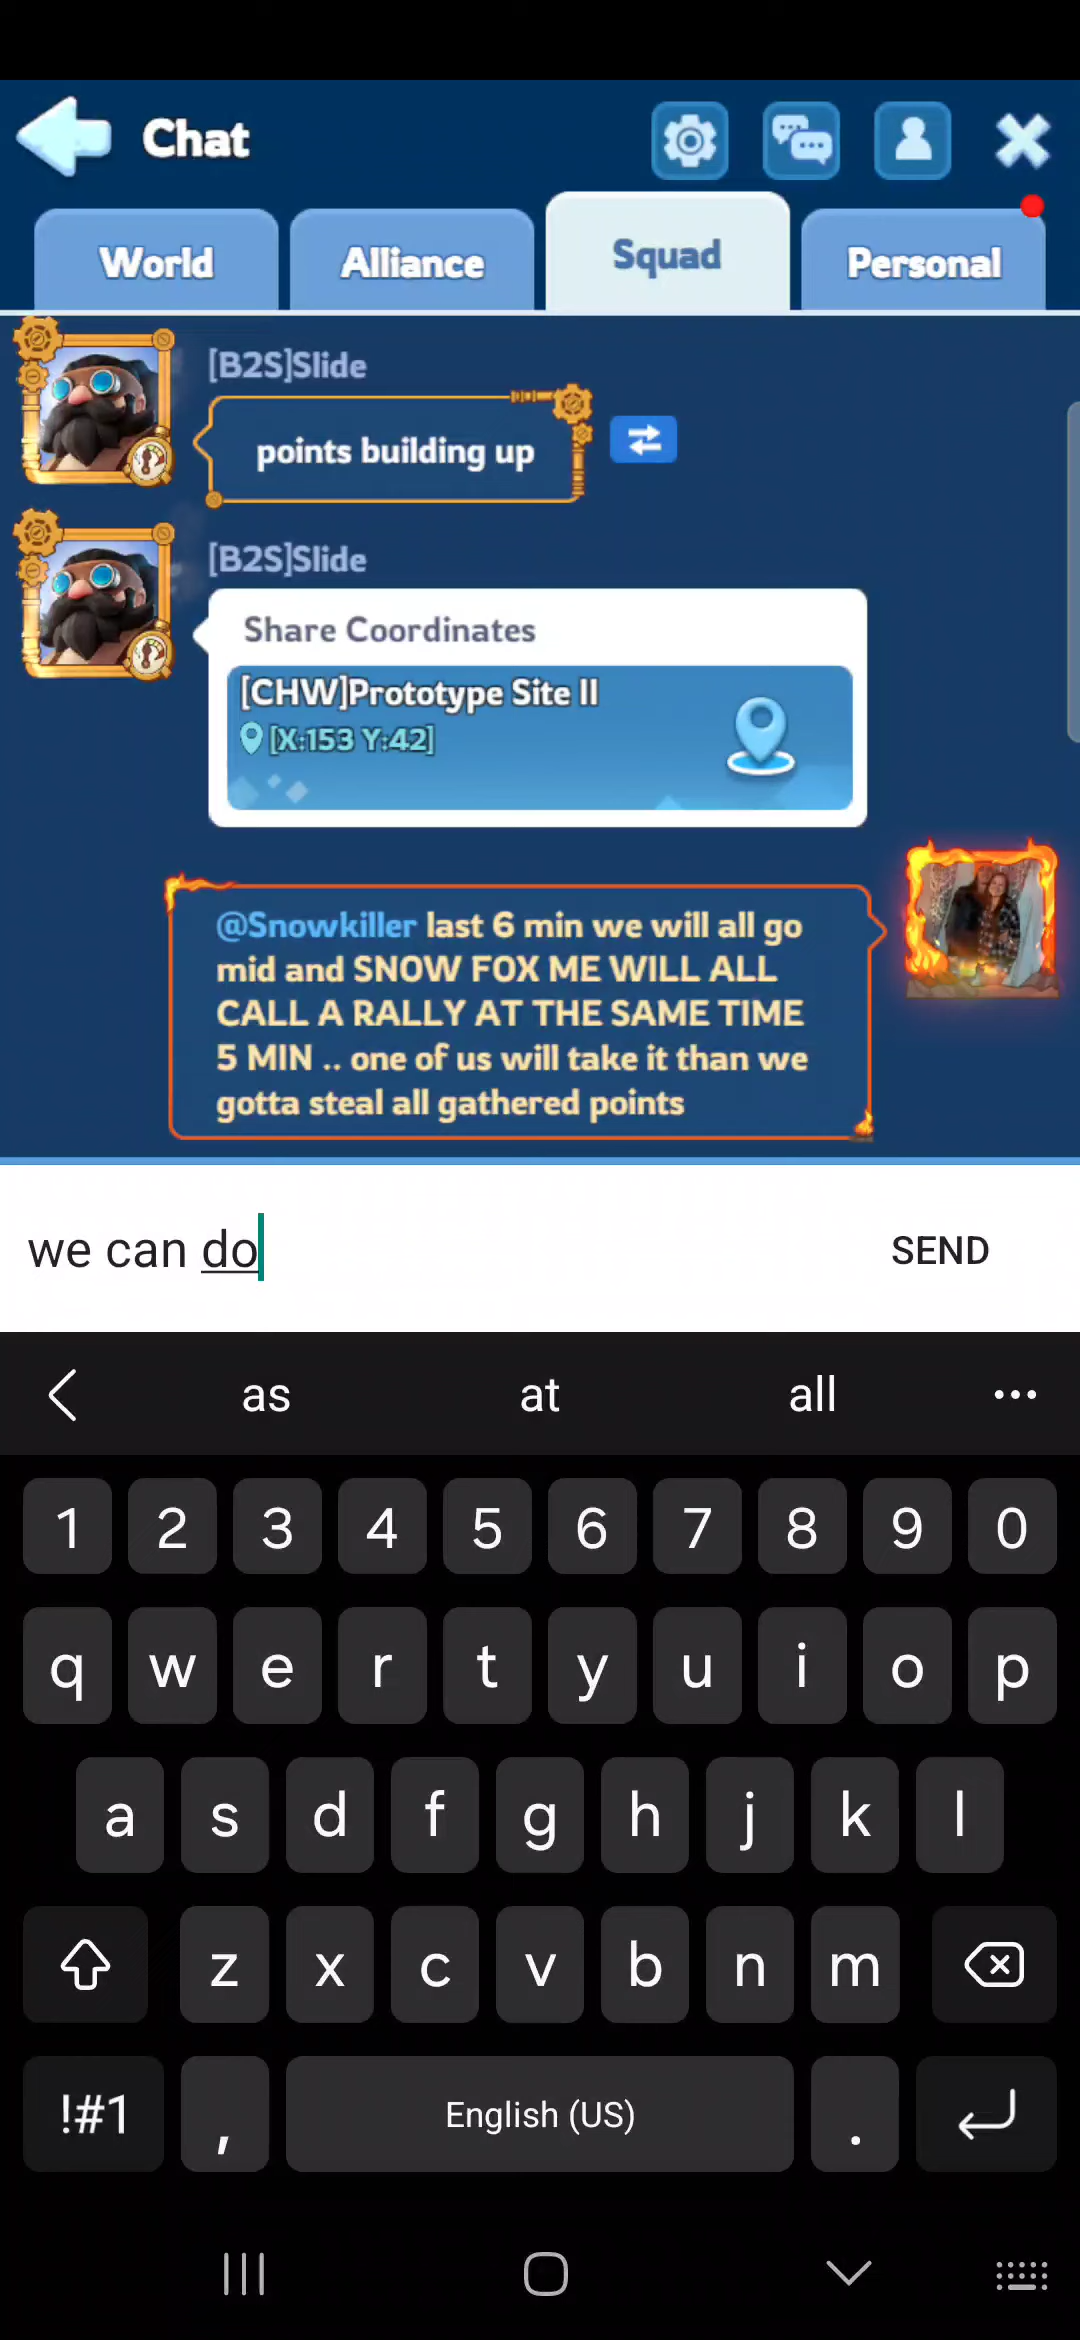 Chat
World
Alliance
Squad
Personal
[B2S]Slide
points building up
[B2S]Slide
Share Coordinates
[CHW]Prototype Site II
[X:153 Y:42]
@Snowkiller last 6 min we will all go
mid and SNOW FOX ME WILL ALL
CALL A RALLY AT THE SAME TIME
5 MIN .. one of us will take it than we
gotta steal all gathered points
we can do
SEND
as at all
1 2 3 4 5 6 7 8 9 0
q w e r t y u i o p
a s d f g h j k l
z x c v b n m
!#1 , English (US) .